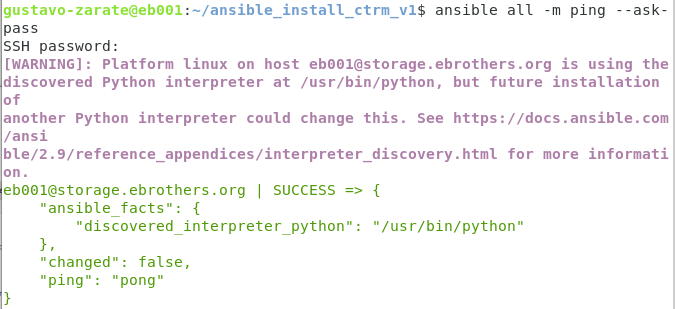 gustavo-zarate@eb001:~/ansible_install_ctrm_v1$ ansible all -m ping --ask-
pass
SSH password:
[WARNING]: Platform linux on host eb001@storage.ebrothers.org is using the
discovered Python interpreter at /usr/bin/python, but future installation
of
another Python interpreter could change this. See https://docs.ansible.com
/ansi
ble/2.9/reference_appendices/interpreter_discovery.html for more informati
on.
eb001@storage.ebrothers.org | SUCCESS => {
    "ansible_facts": {
        "discovered_interpreter_python": "/usr/bin/python"
    },
    "changed": false,
    "ping": "pong"
}